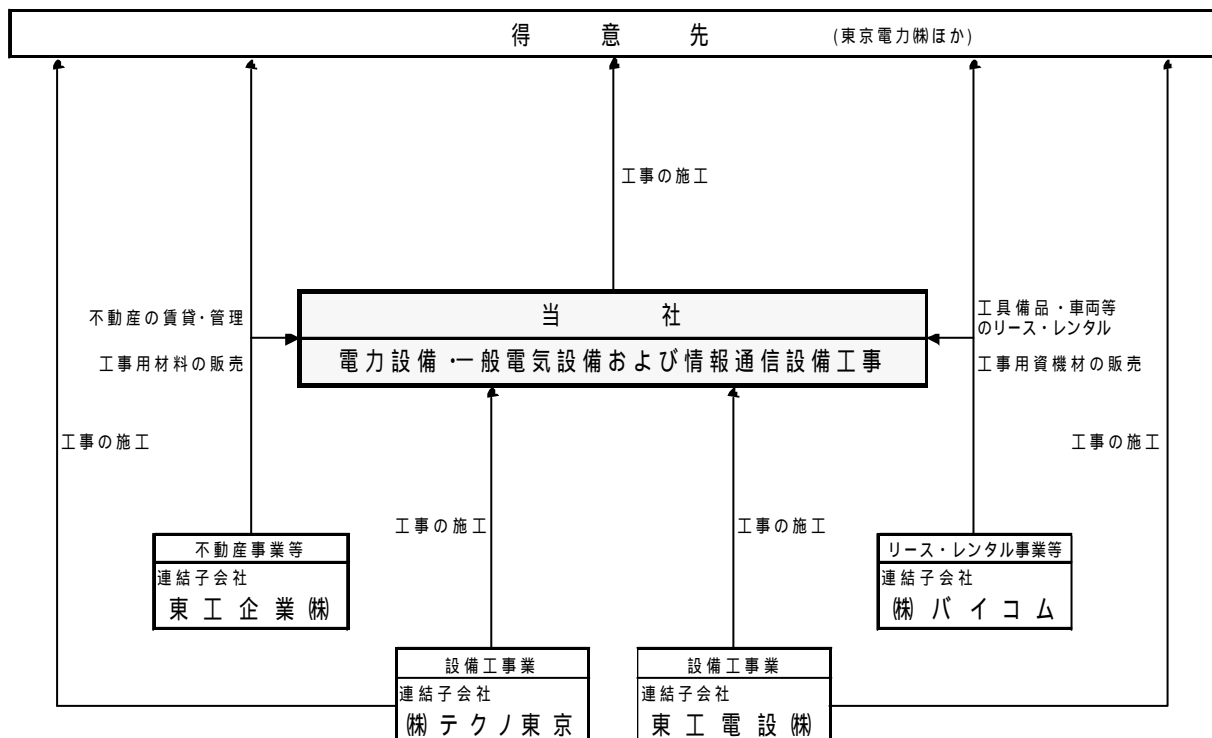 得意先 (東京電力㈱ほか)
工事の施工
不動産の賃貸・管理
工事用材料の販売
当社
電力設備・一般電気設備および情報通信設備工事
工具備品・車両等
のリース・レンタル
工事用資機材の販売
工事の施工
工事の施工
工事の施工
工事の施工
不動産事業等
連結子会社
東工企業㈱
リース・レンタル事業等
連結子会社
㈱バイコム
設備工事業
連結子会社
㈱テクノ東京
設備工事業
連結子会社
東工電設㈱